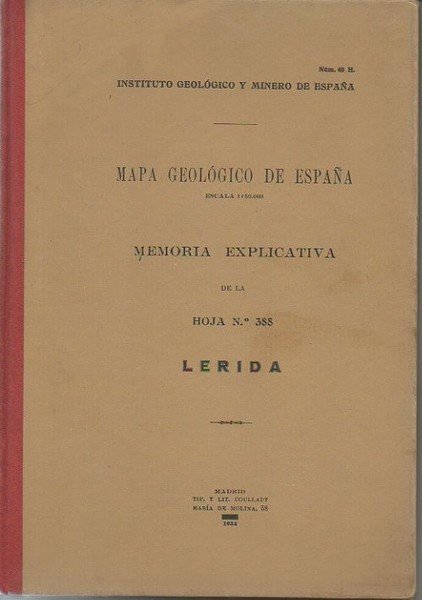 Núm. 49 H.
INSTITUTO GEOLÓGICO Y MINERO DE ESPAÑA
MAPA GEOLÓGICO DE ESPAÑA
ESCALA 1:50.000
MEMORIA EXPLICATIVA
DE LA
HOJA N.º 388
LERIDA
MADRID
TIP. Y LIT. COULLAUT
MARÍA DE MOLINA, 58
1934